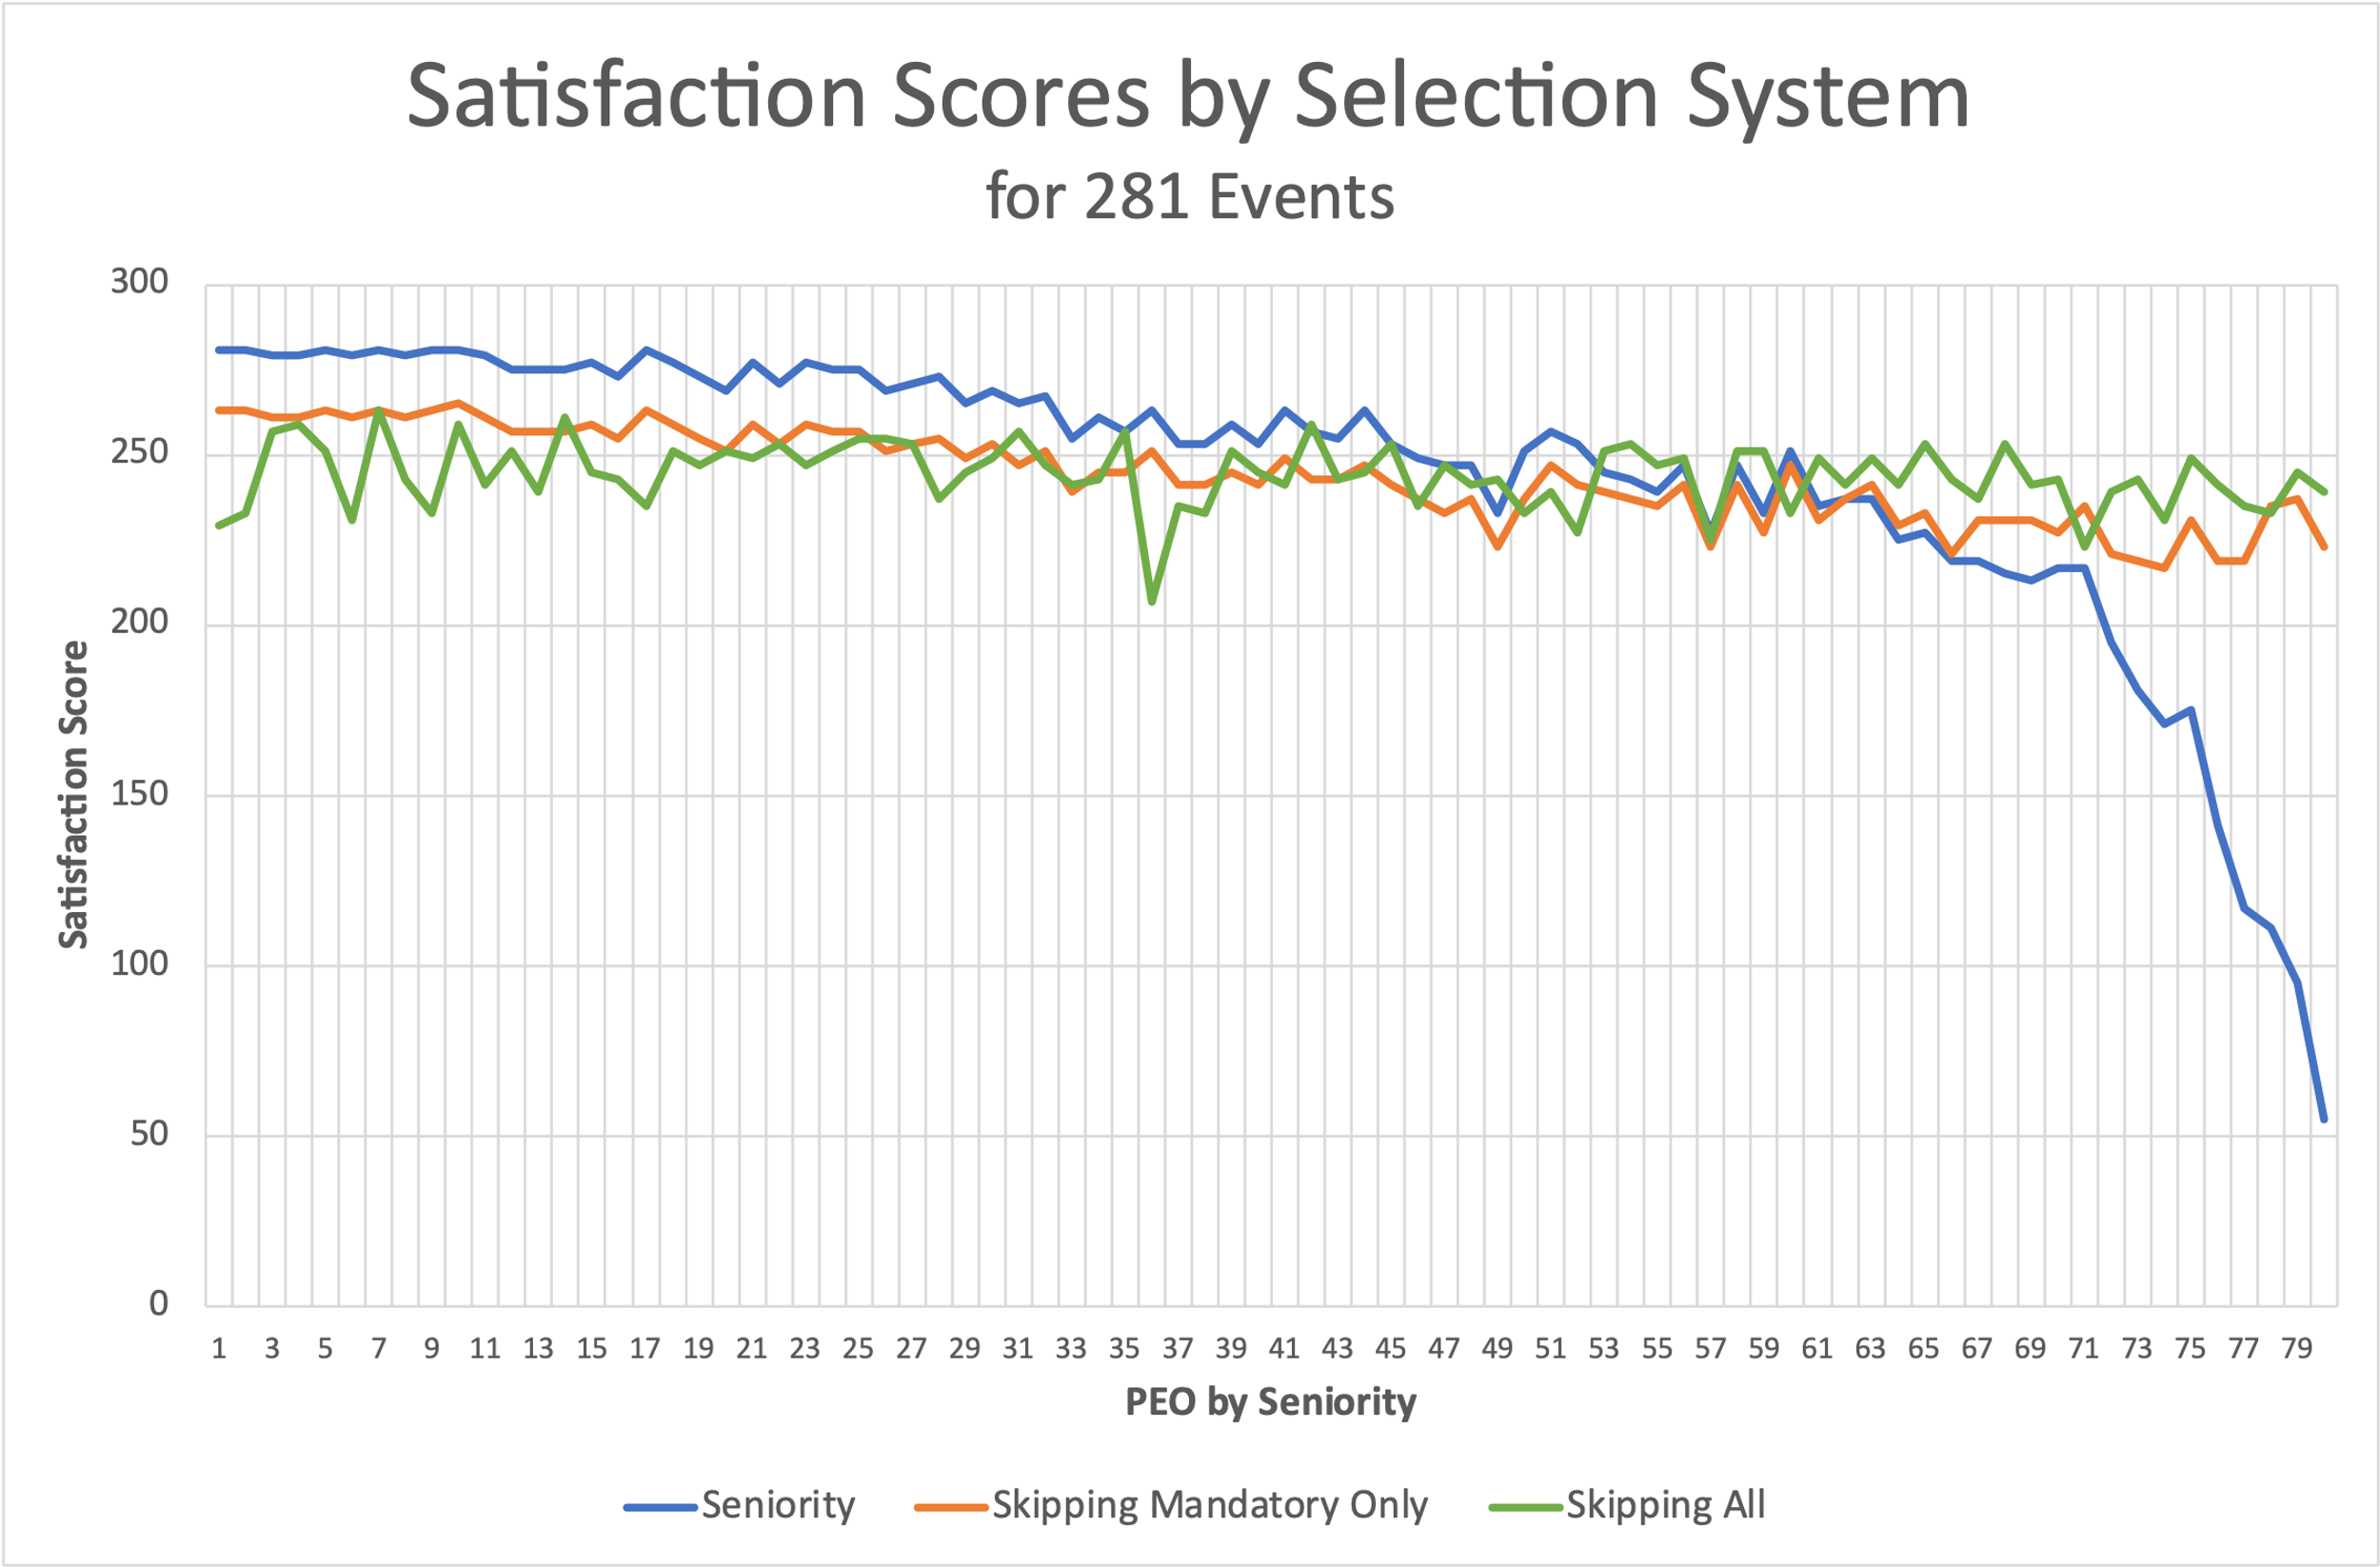 Satisfaction Scores by Selection System
for 281 Events
300
250
200
150
100
50
0
Satisfaction Score
1 3 5 7 9 11 13 15 17 19 21 23 25 27 29 31 33 35 37 39 41 43 45 47 49 51 53 55 57 59 61 63 65 67 69 71 73 75 77 79
PEO by Seniority
Seniority Skipping Mandatory Only Skipping All